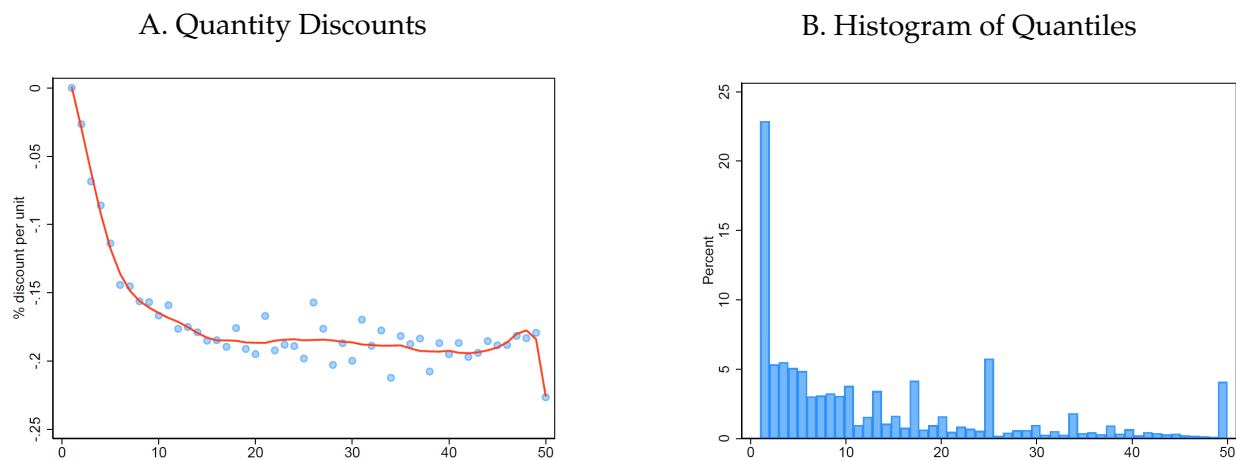 A. Quantity Discounts
% discount per unit
0
-.05
-.1
-.15
-.2
-.25
0 10 20 30 40 50
B. Histogram of Quantiles
Percent
25
20
15
10
5
0
0 10 20 30 40 50